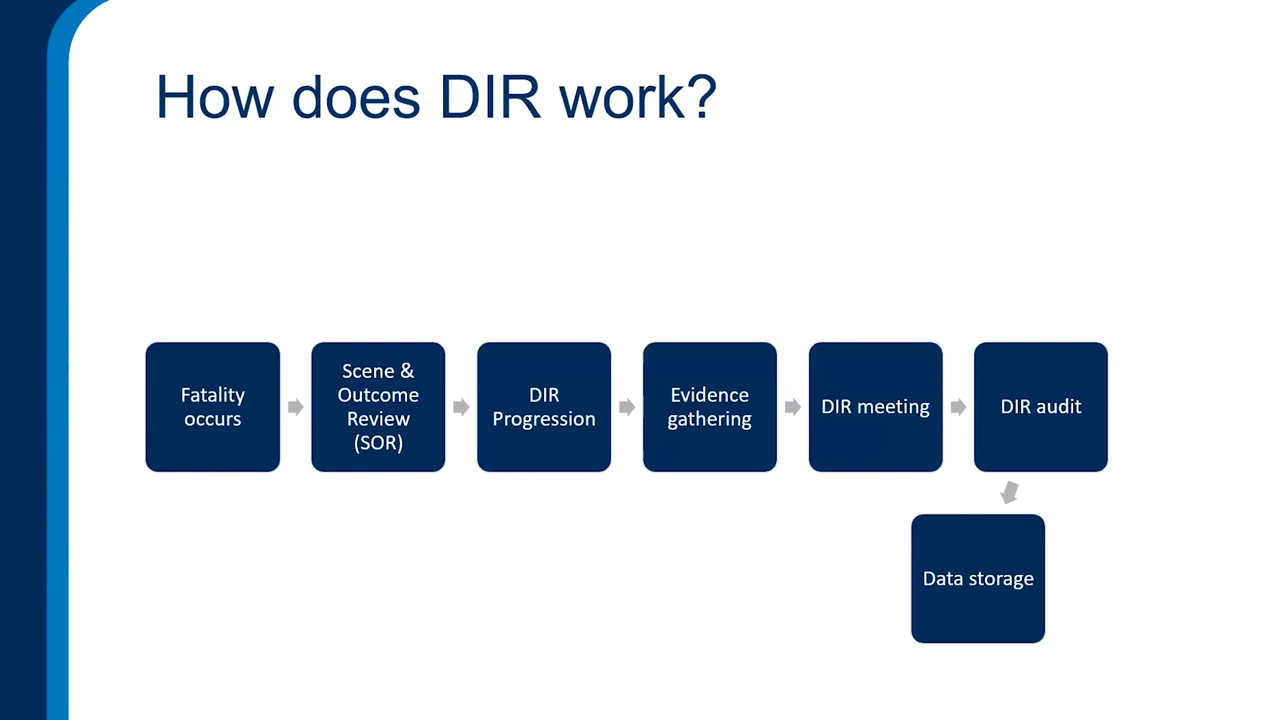 How does DIR work?
Fatality
occurs
Scene &
Outcome
Review
(SOR)
DIR
Progression
Evidence
gathering
DIR meeting
DIR audit
Data storage